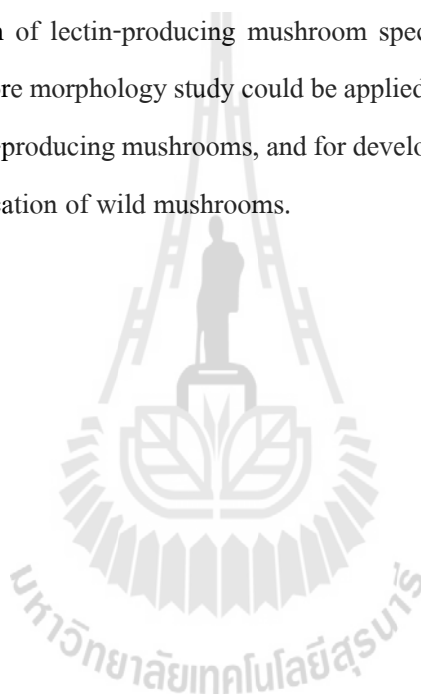 of lectin-producing mushroom spec
re morphology study could be applied
-producing mushrooms, and for develo
cation of wild mushrooms.
มหาวิทยาลัยเทคโนโลยีสุรนารี